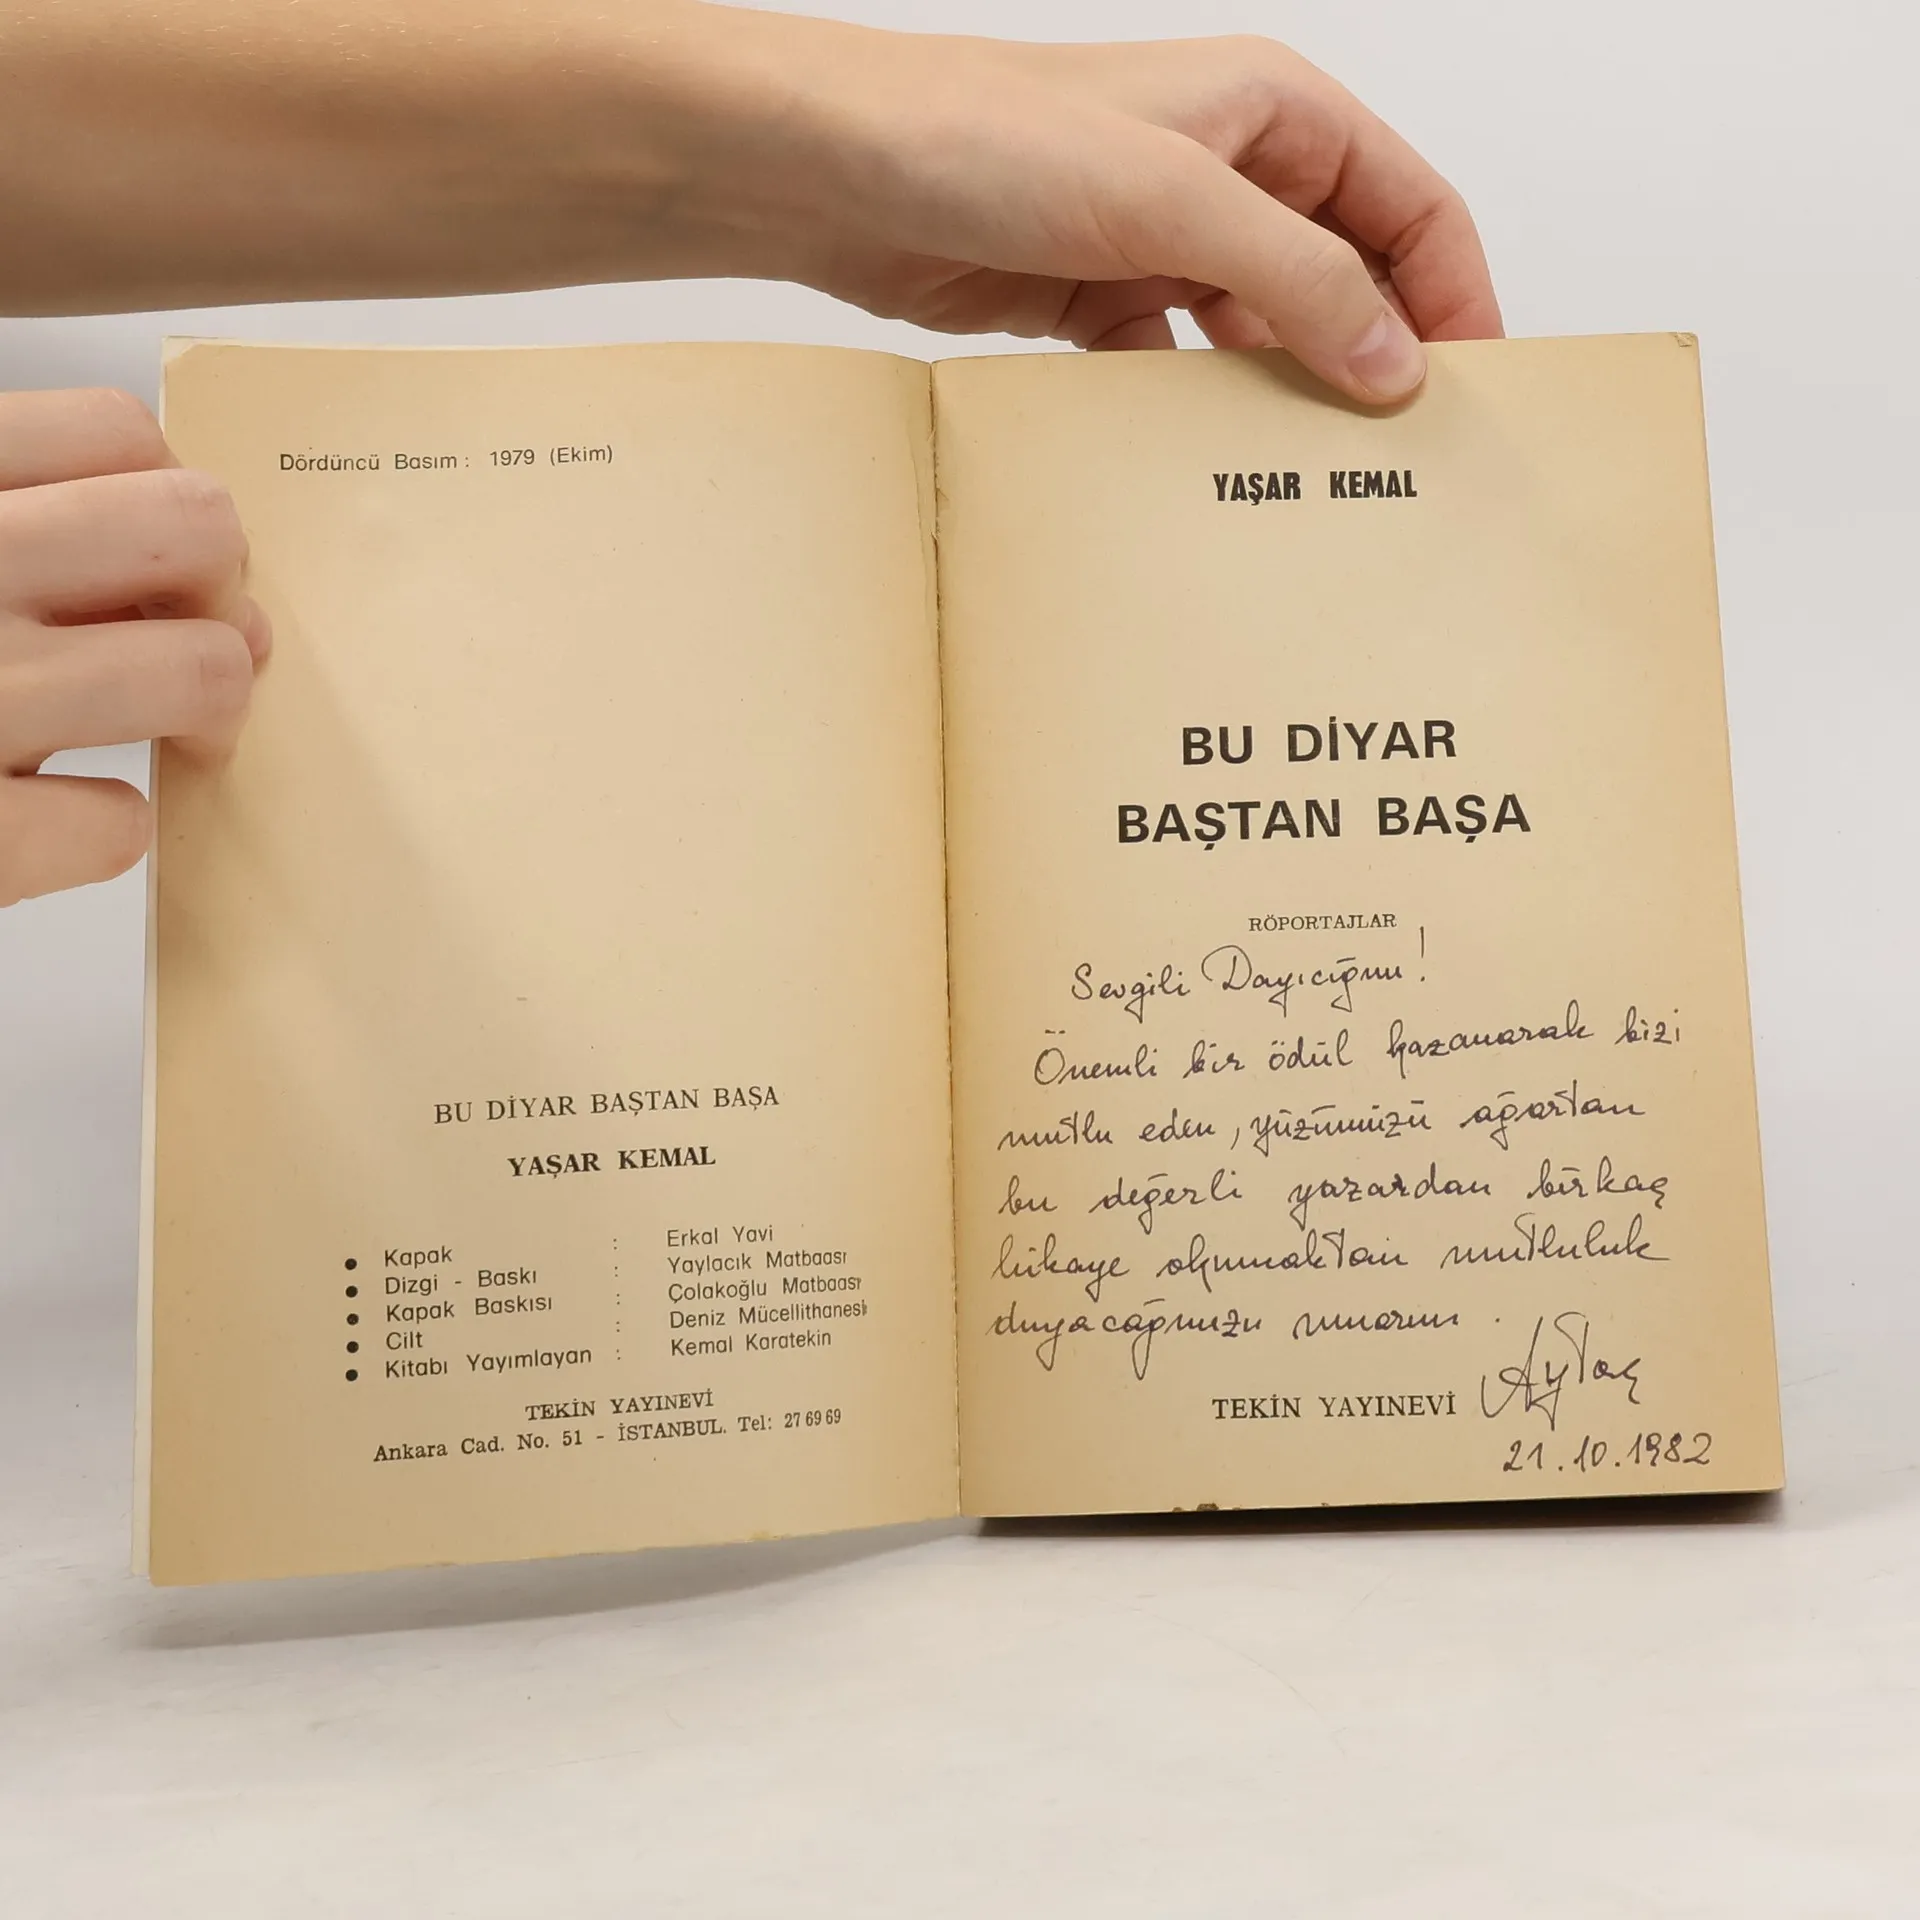 Dördüncü Basım : 1979 (Ekim)
BU DİYAR BAŞTAN BAŞA
YAŞAR KEMAL
● Kapak : Erkal Yavi
● Dizgi - Baskı : Yaylacık Matbaası
● Kapak Baskısı : Çolakoğlu Matbaası
● Cilt : Deniz Mücellithanesi
● Kitabı Yayımlayan : Kemal Karatekin
TEKİN YAYINEVİ
Ankara Cad. No. 51 - İSTANBUL. Tel: 27 69 69
YAŞAR KEMAL
BU DİYAR
BAŞTAN BAŞA
RÖPORTAJLAR
Sevgili Dayıcığım!
Önemli bir ödül kazanarak bizi
mutlu eden, yüzümüzü ağartan
bu değerli yazardan birkaç
hikaye okumaktan mutluluk
duyacağınızı umarım.
Aytaç
TEKİN YAYINEVİ
21.10.1982